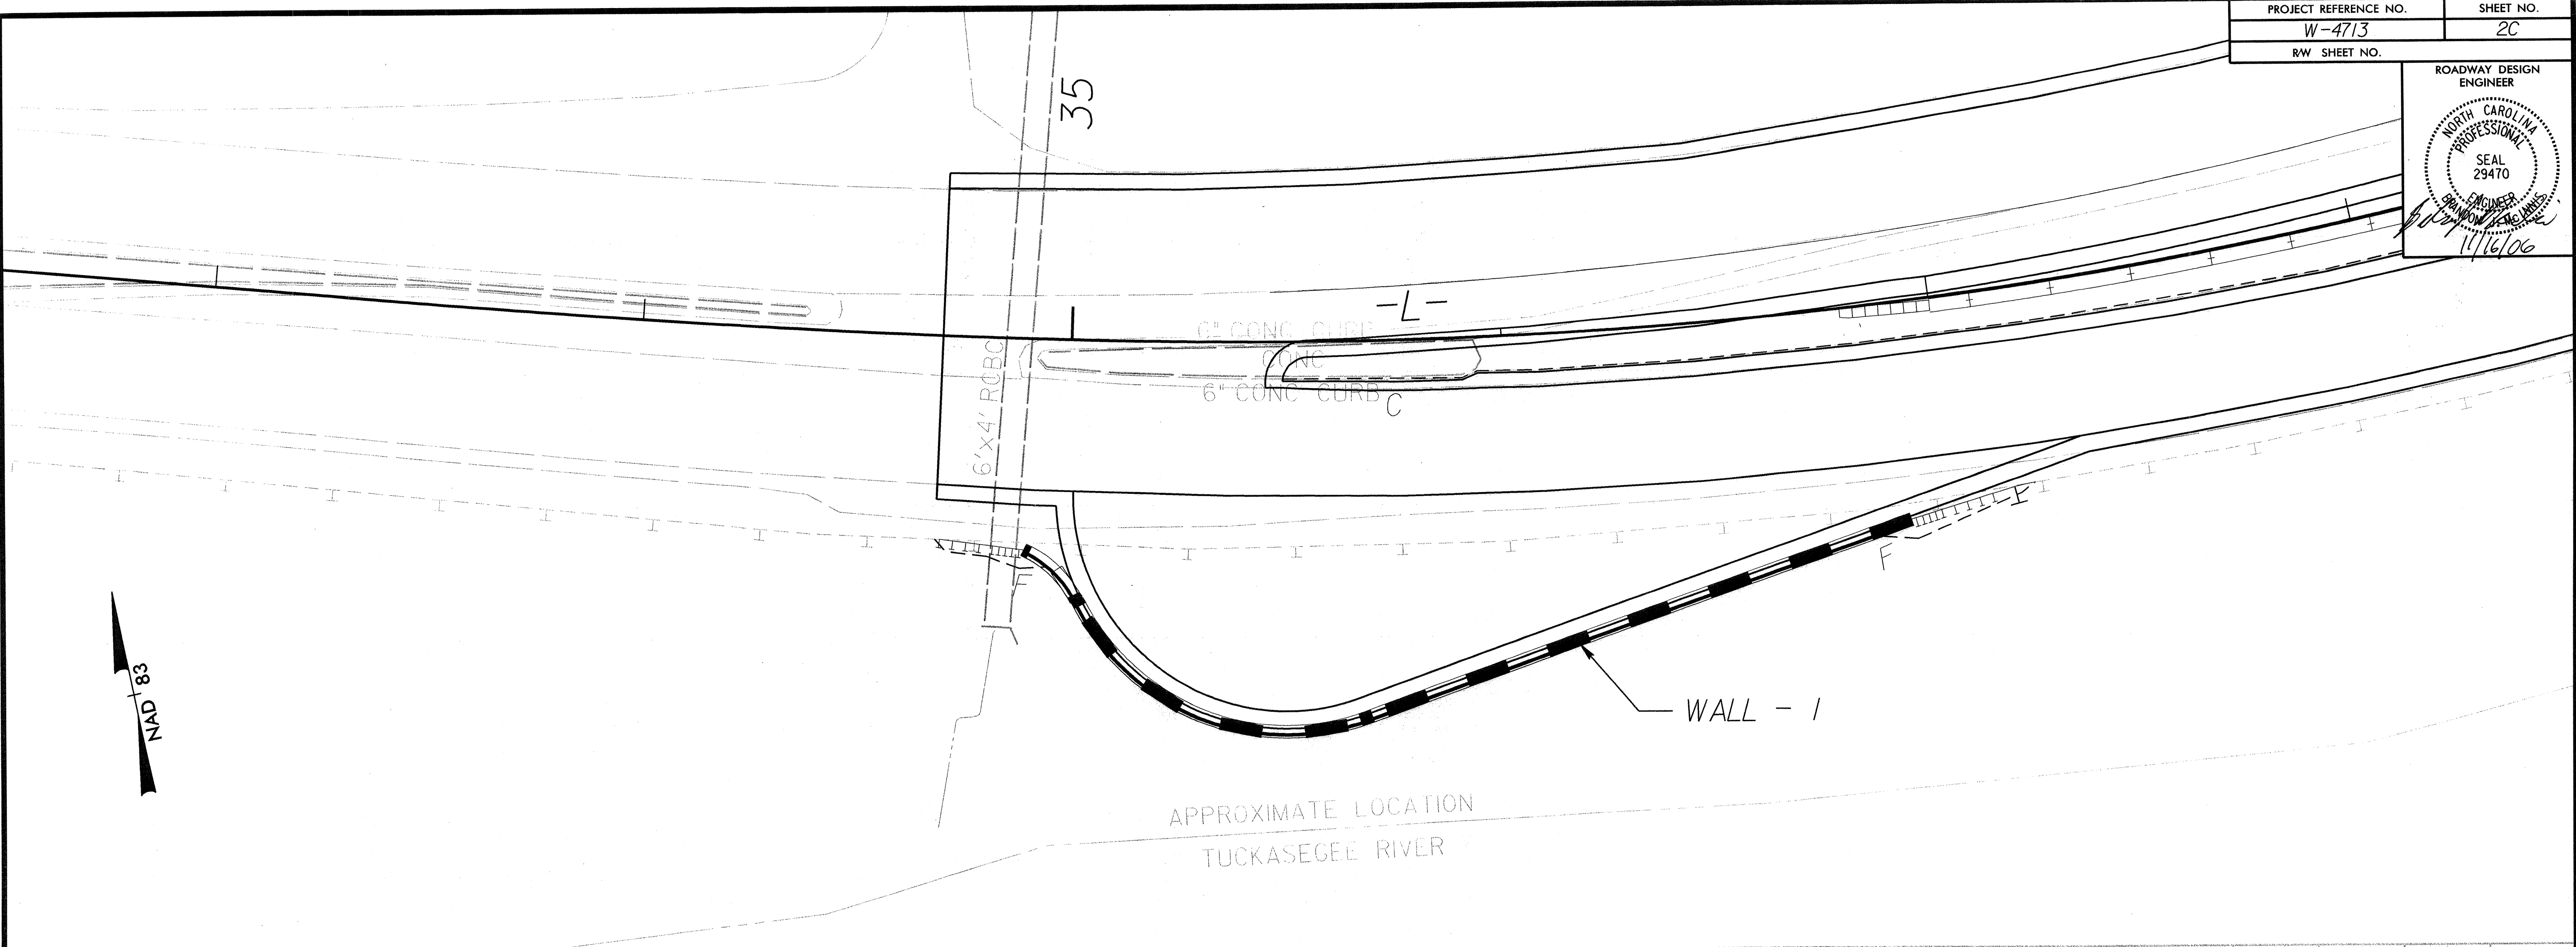 PROJECT REFERENCE NO.
SHEET NO.
W-4713
2C
R/W SHEET NO.
ROADWAY DESIGN
ENGINEER
NORTH CAROLINA
PROFESSIONAL
SEAL
29470
ENGINEER
BRANDON McINNIS
11/16/06
35
-L-
6" CONC CURB
CONC
6" CONC CURB
C
6'x4' RCBC
F
F
WALL - 1
NAD 83
APPROXIMATE LOCATION
TUCKASEGEE RIVER